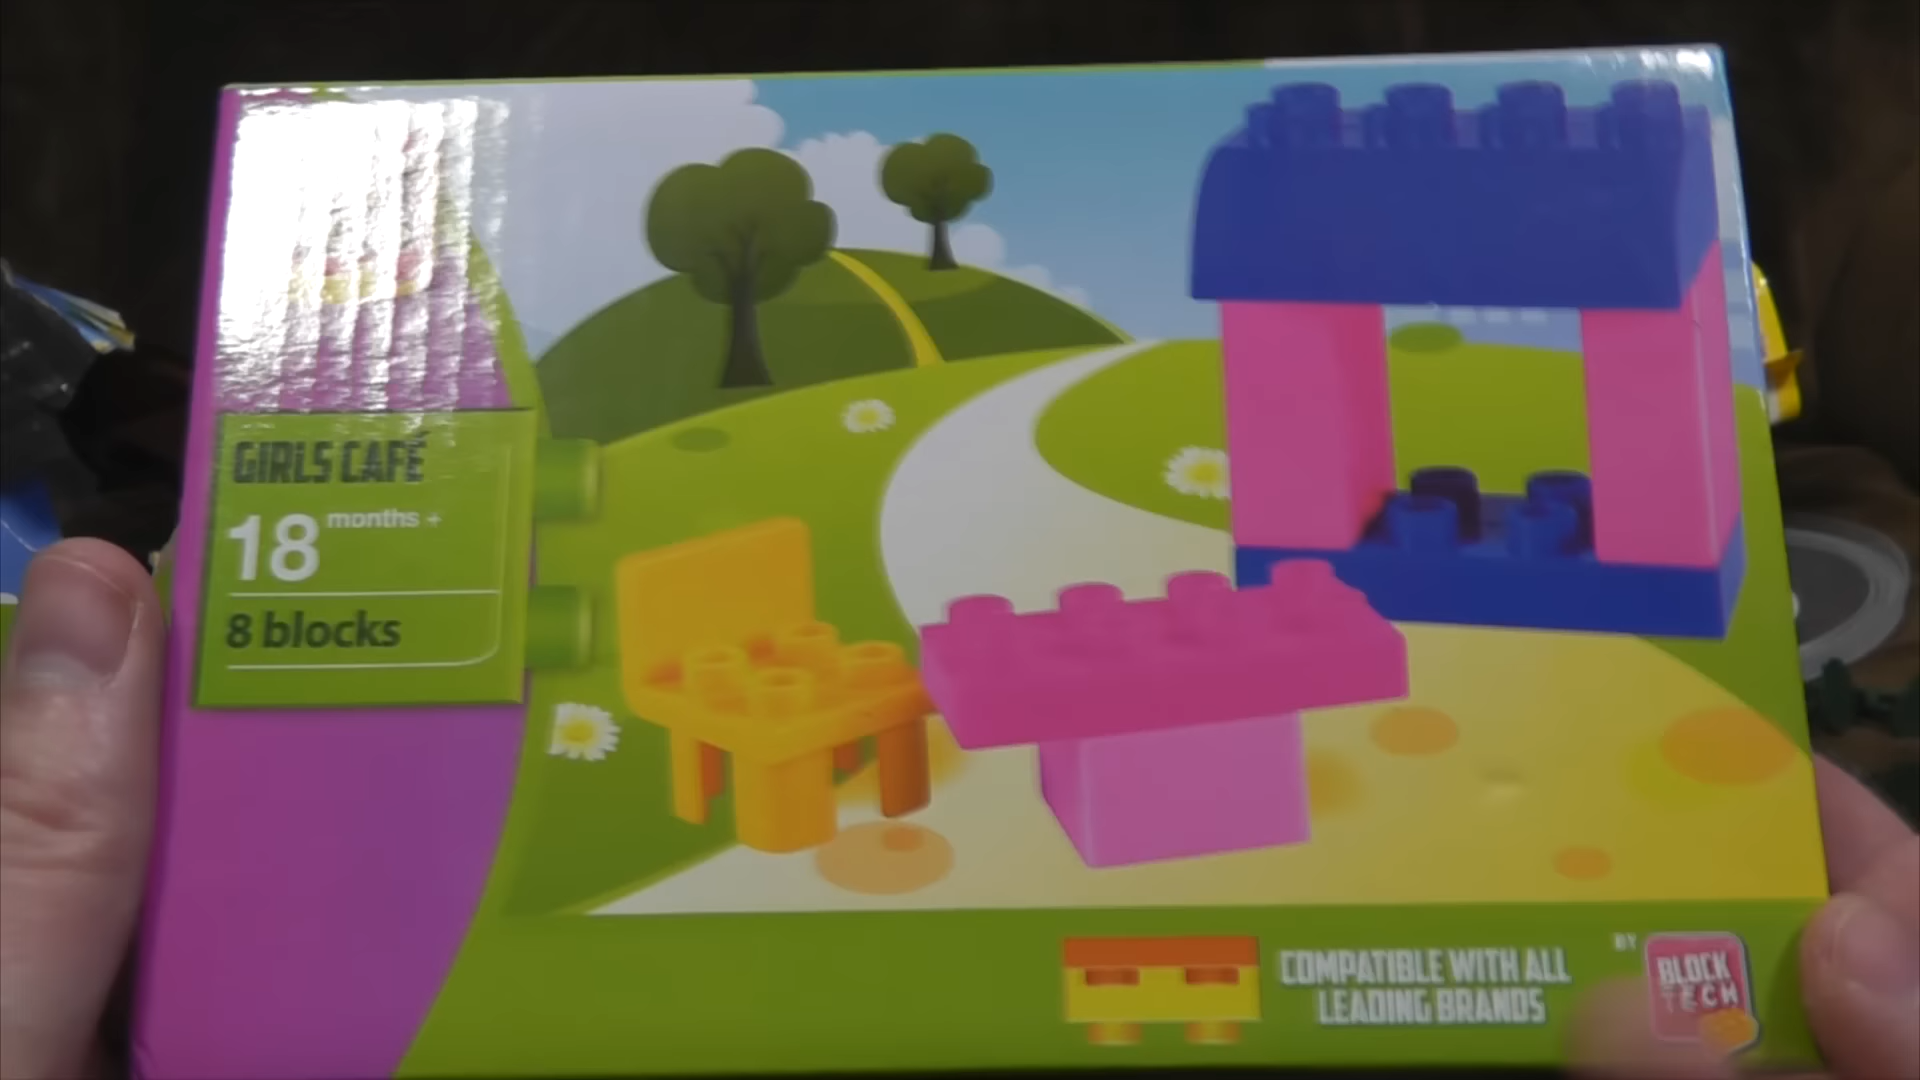 GIRLS CAFÉ
18 months +
8 blocks
COMPATIBLE WITH ALL
LEADING BRANDS
BY
BLOCK
TECH